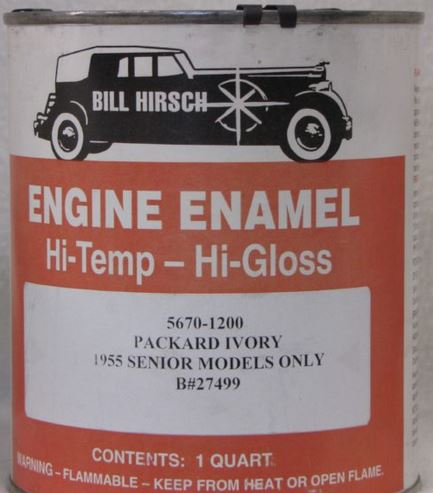 BILL HIRSCH
ENGINE ENAMEL
Hi-Temp – Hi-Gloss
5670-1200
PACKARD IVORY
1955 SENIOR MODELS ONLY
B#27499
CONTENTS: 1 QUART
WARNING – FLAMMABLE – KEEP FROM HEAT OR OPEN FLAME.